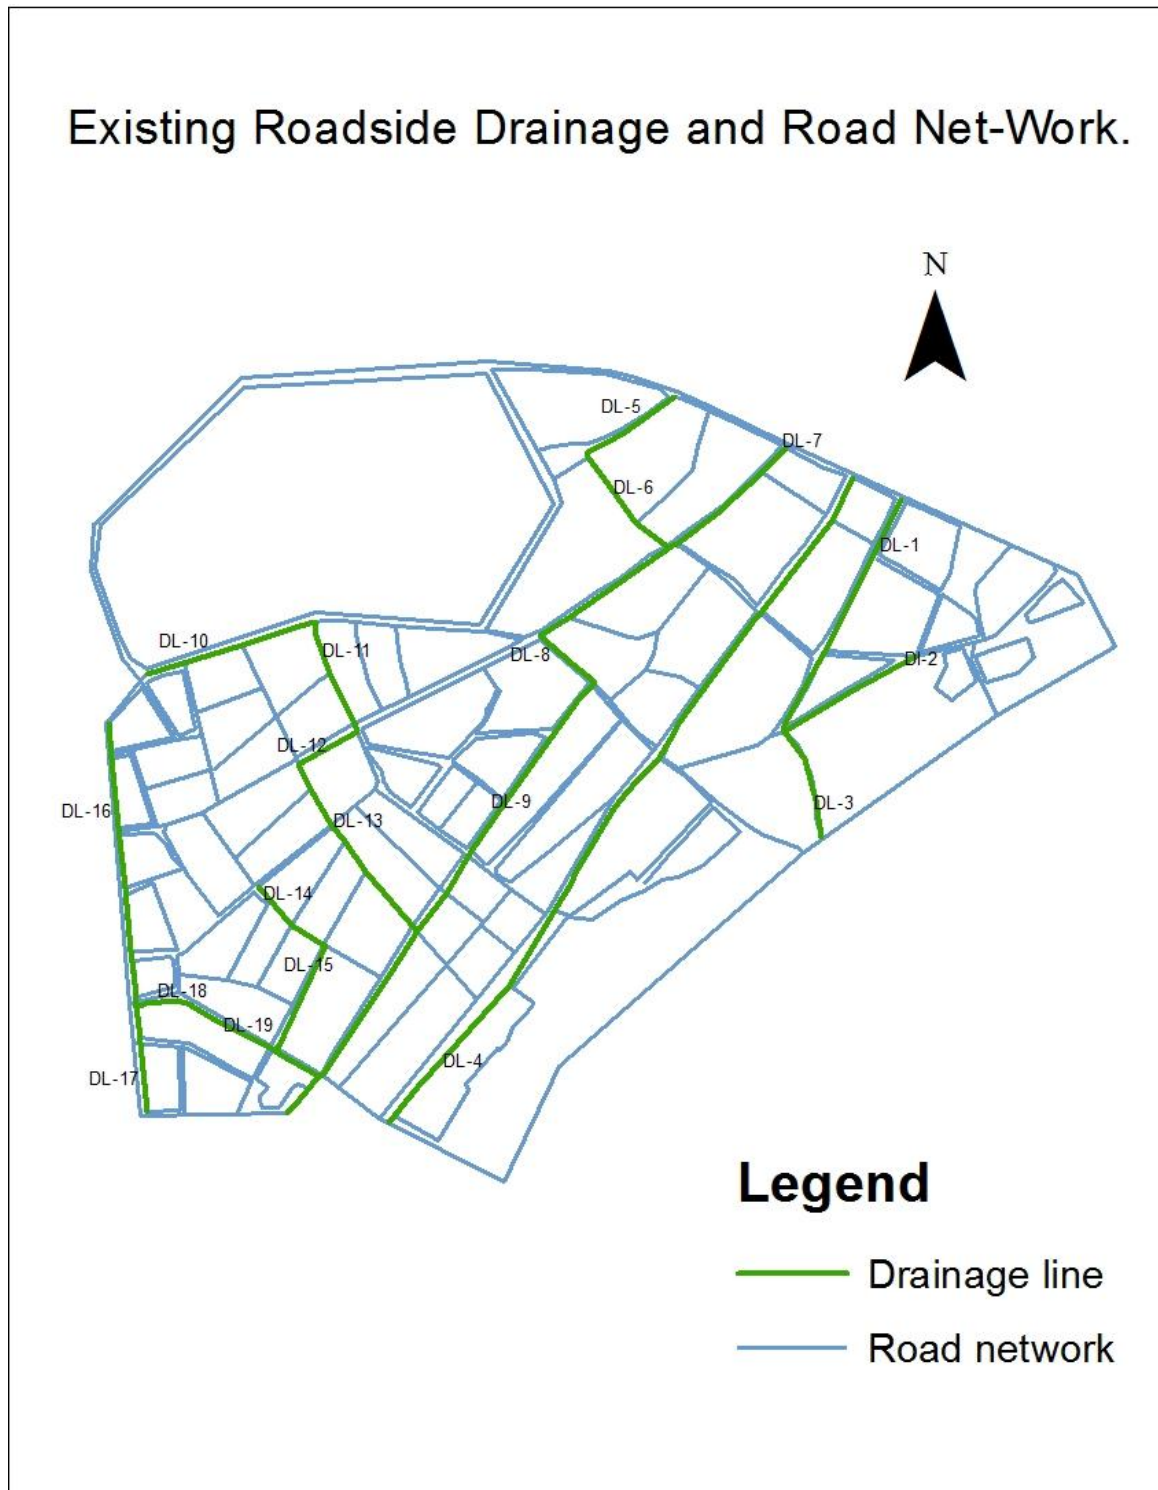 Existing Roadside Drainage and Road Net-Work.
N
DL-5
DL-7
DL-6
DL-1
DL-10
DL-11
DL-8
DI-2
DL-12
DL-9
DL-3
DL-16
DL-13
DL-14
DL-15
DL-18
DL-19
DL-4
DL-17
Legend
Drainage line
Road network